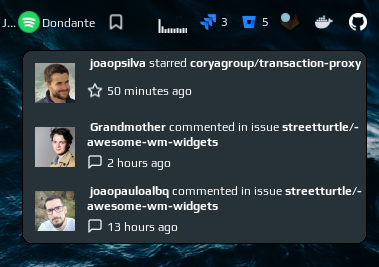 J... Dondante 3 5
joaopsilva starred coryagroup/transaction-proxy
50 minutes ago
Grandmother commented in issue streetturtle/-
awesome-wm-widgets
2 hours ago
joaopauloalbq commented in issue streetturtle/-
awesome-wm-widgets
13 hours ago